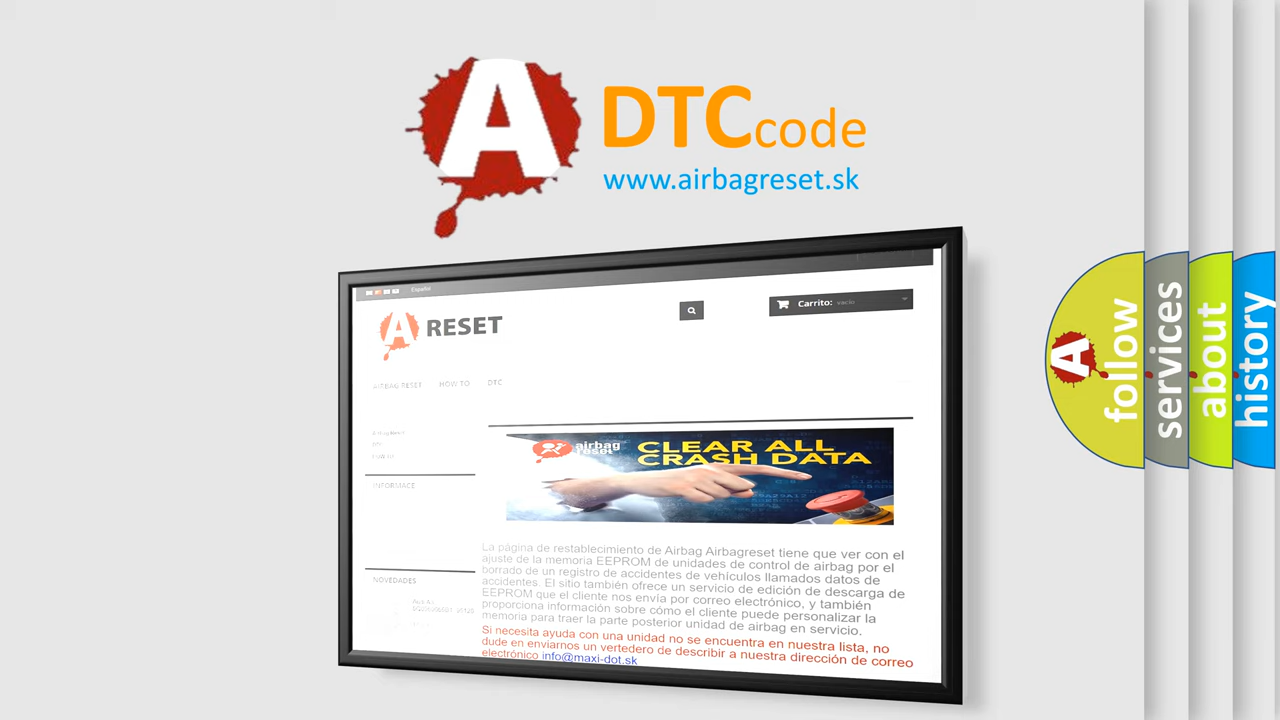 A
DTCcode
www.airbagreset.sk
Español
A RESET
Carrito: vacío
AIRBAG RESET HOW TO DTC
INFORMACE
NOVEDADES
airbag
reset
CLEAR ALL
CRASH DATA
La página de restablecimiento de Airbag Airbagreset tiene que ver con el
ajuste de la memoria EEPROM de unidades de control de airbag por el
borrado de un registro de accidentes de vehículos llamados datos de
accidentes. El sitio también ofrece un servicio de edición de descarga de
EEPROM que el cliente nos envía por correo electrónico, y también
proporciona información sobre cómo el cliente puede personalizar la
memoria para traer la parte posterior unidad de airbag en servicio.
Si necesita ayuda con una unidad no se encuentra en nuestra lista, no
dude en enviarnos un vertedero de describir a nuestra dirección de correo
electrónico info@maxi-dot.sk
A
follow
services
about
history